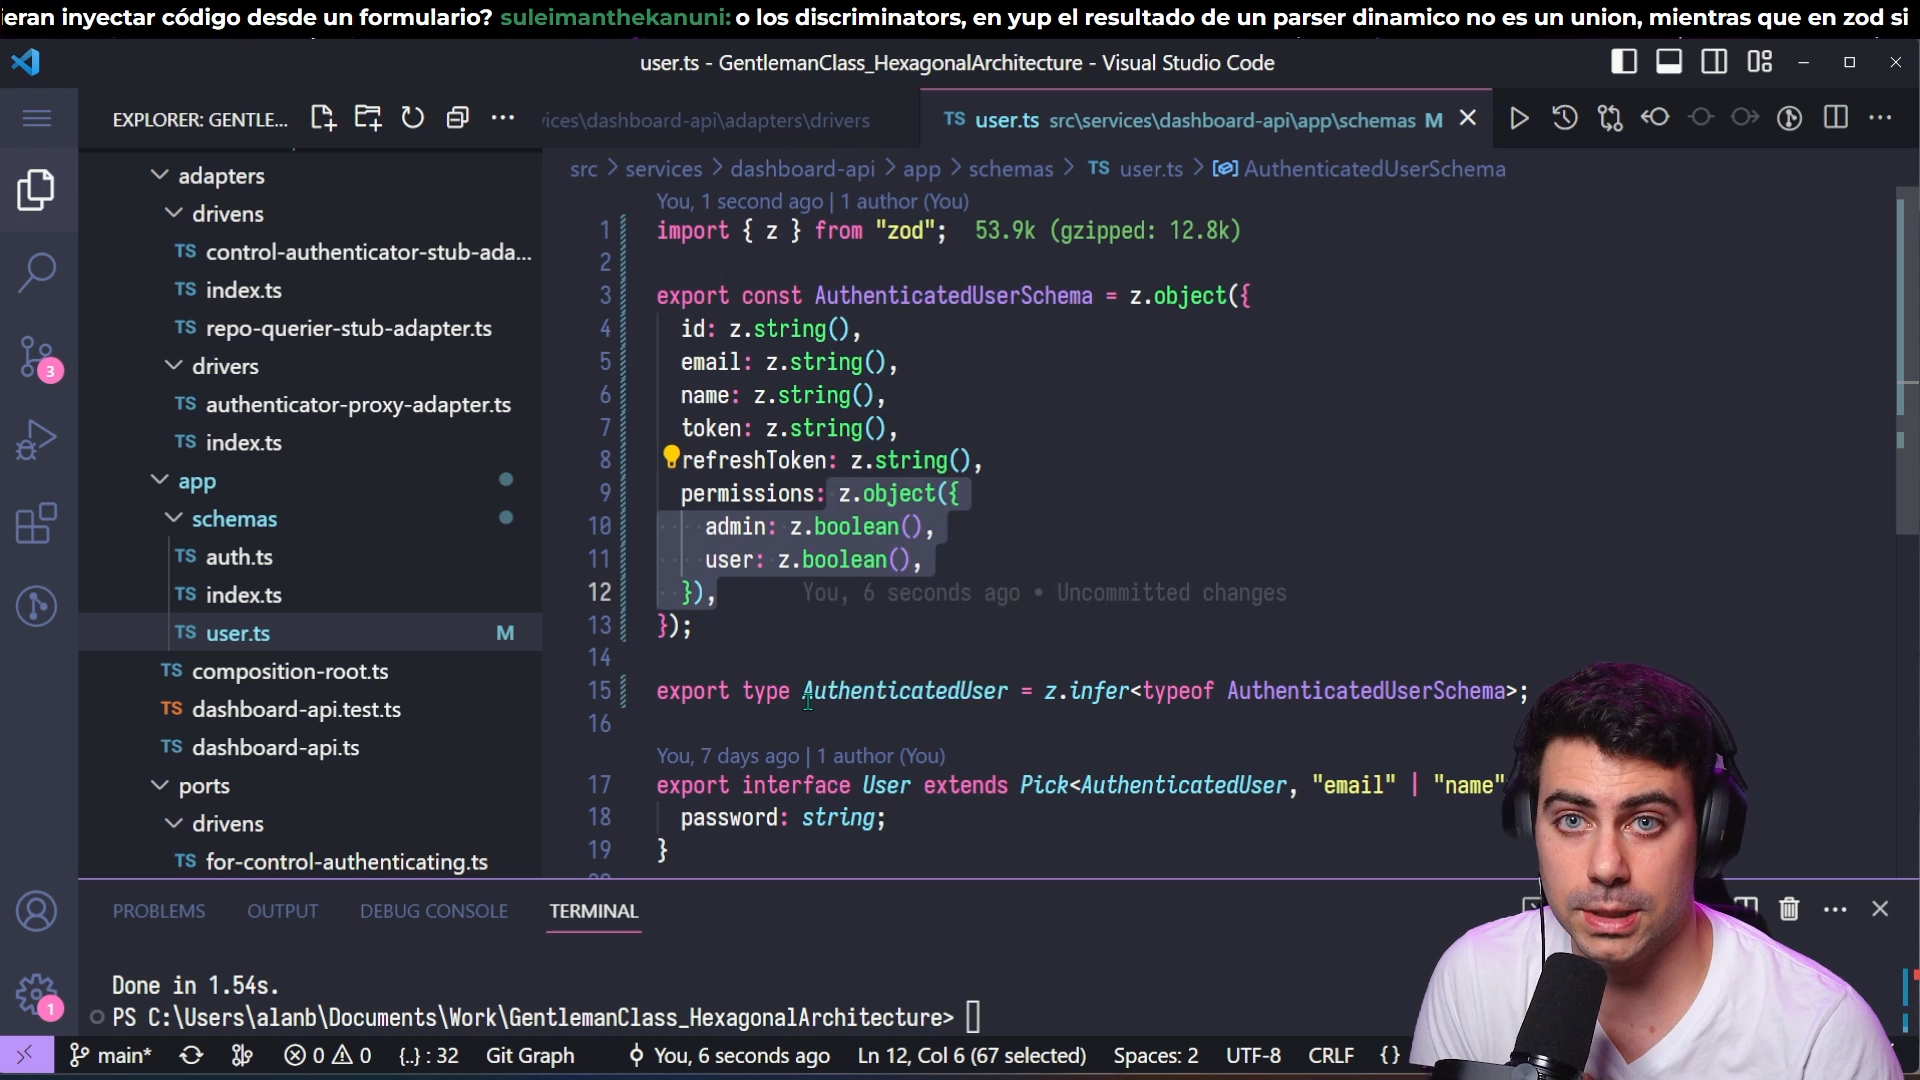 ieran inyectar código desde un formulario? suleimanthekanuni: o los discriminators, en yup el resultado de un parser dinamico no es un union, mientras que en zod si
user.ts - GentlemanClass_HexagonalArchitecture - Visual Studio Code
EXPLORER: GENTLE...
ices\dashboard-api\adapters\drivers
TS user.ts src\services\dashboard-api\app\schemas M
src > services > dashboard-api > app > schemas > TS user.ts > AuthenticatedUserSchema
adapters
drivens
TS control-authenticator-stub-ada...
TS index.ts
TS repo-querier-stub-adapter.ts
drivers
TS authenticator-proxy-adapter.ts
TS index.ts
app
schemas
TS auth.ts
TS index.ts
TS user.ts M
TS composition-root.ts
TS dashboard-api.test.ts
TS dashboard-api.ts
ports
drivens
TS for-control-authenticating.ts
3
1
You, 1 second ago | 1 author (You)
1 import { z } from "zod"; 53.9k (gzipped: 12.8k)
2
3 export const AuthenticatedUserSchema = z.object({
4 id: z.string(),
5 email: z.string(),
6 name: z.string(),
7 token: z.string(),
8 refreshToken: z.string(),
9 permissions: z.object({
10 admin: z.boolean(),
11 user: z.boolean(),
12 }), You, 6 seconds ago • Uncommitted changes
13 });
14
15 export type AuthenticatedUser = z.infer<typeof AuthenticatedUserSchema>;
16
You, 7 days ago | 1 author (You)
17 export interface User extends Pick<AuthenticatedUser, "email" | "name"
18 password: string;
19 }
PROBLEMS OUTPUT DEBUG CONSOLE TERMINAL
Done in 1.54s.
PS C:\Users\alanb\Documents\Work\GentlemanClass_HexagonalArchitecture>
main* 0 0 {..} : 32 Git Graph You, 6 seconds ago Ln 12, Col 6 (67 selected) Spaces: 2 UTF-8 CRLF {}